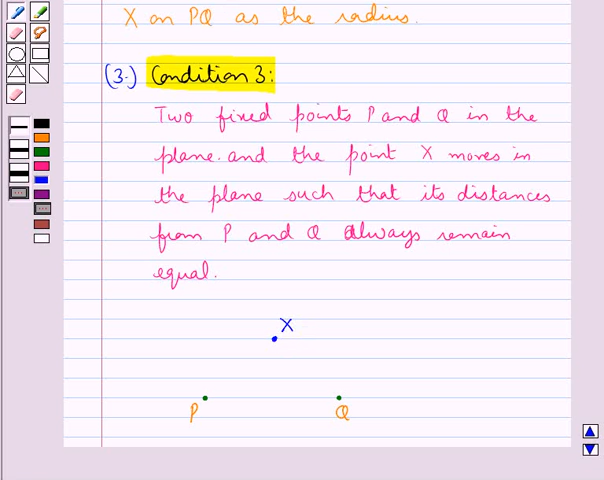 X on PQ as the radius.
(3.) Condition 3:
Two fixed points P and Q in the
plane. and the point X moves in
the plane such that its distances
from P and Q always remain
equal.
X
P
Q